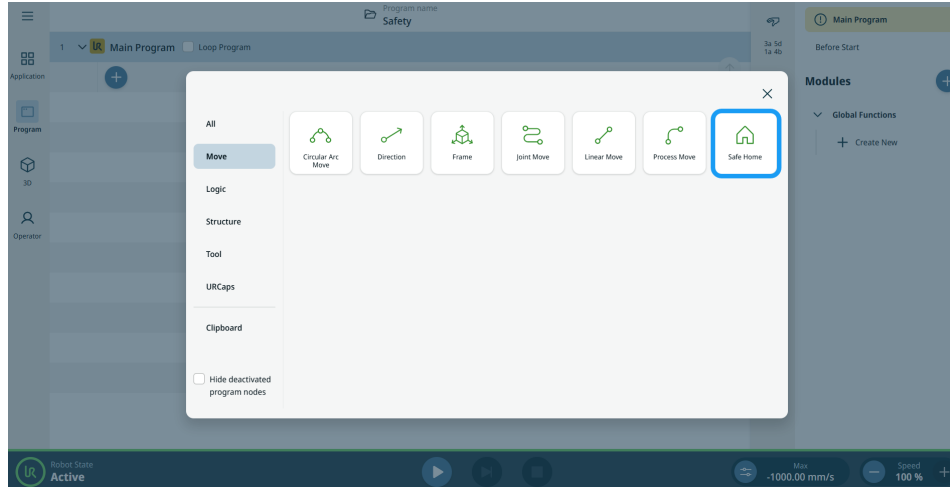 Program name
Safety
1 UR Main Program Loop Program
3a 5d
1a 4b
Main Program
Before Start
Modules
Global Functions
Create New
Application
Program
3D
Operator
All
Move
Logic
Structure
Tool
URCaps
Clipboard
Hide deactivated
program nodes
Circular Arc
Move
Direction
Frame
Joint Move
Linear Move
Process Move
Safe Home
UR
Robot State
Active
Max
-1000.00 mm/s
Speed
100 %